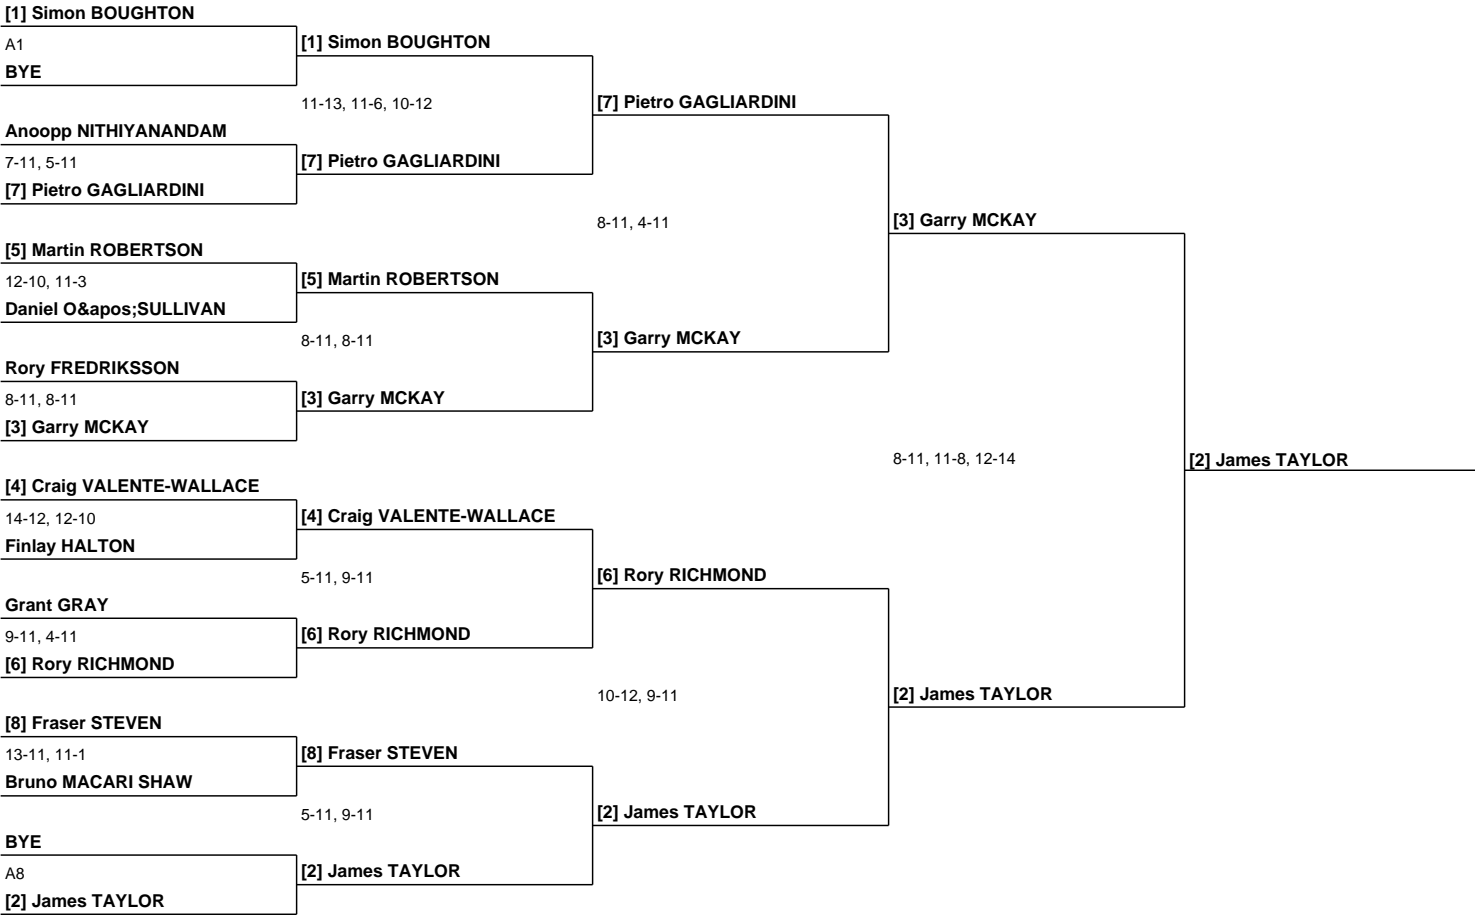 [1] Simon BOUGHTON
A1
BYE
[1] Simon BOUGHTON
11-13, 11-6, 10-12
Anoopp NITHIYANANDAM
7-11, 5-11
[7] Pietro GAGLIARDINI
[7] Pietro GAGLIARDINI
[7] Pietro GAGLIARDINI
8-11, 4-11
[5] Martin ROBERTSON
12-10, 11-3
Daniel O&apos;SULLIVAN
[5] Martin ROBERTSON
8-11, 8-11
Rory FREDRIKSSON
8-11, 8-11
[3] Garry MCKAY
[3] Garry MCKAY
[3] Garry MCKAY
[3] Garry MCKAY
8-11, 11-8, 12-14
[4] Craig VALENTE-WALLACE
14-12, 12-10
Finlay HALTON
[4] Craig VALENTE-WALLACE
5-11, 9-11
Grant GRAY
9-11, 4-11
[6] Rory RICHMOND
[6] Rory RICHMOND
[6] Rory RICHMOND
10-12, 9-11
[8] Fraser STEVEN
13-11, 11-1
Bruno MACARI SHAW
[8] Fraser STEVEN
5-11, 9-11
BYE
A8
[2] James TAYLOR
[2] James TAYLOR
[2] James TAYLOR
[2] James TAYLOR
[2] James TAYLOR